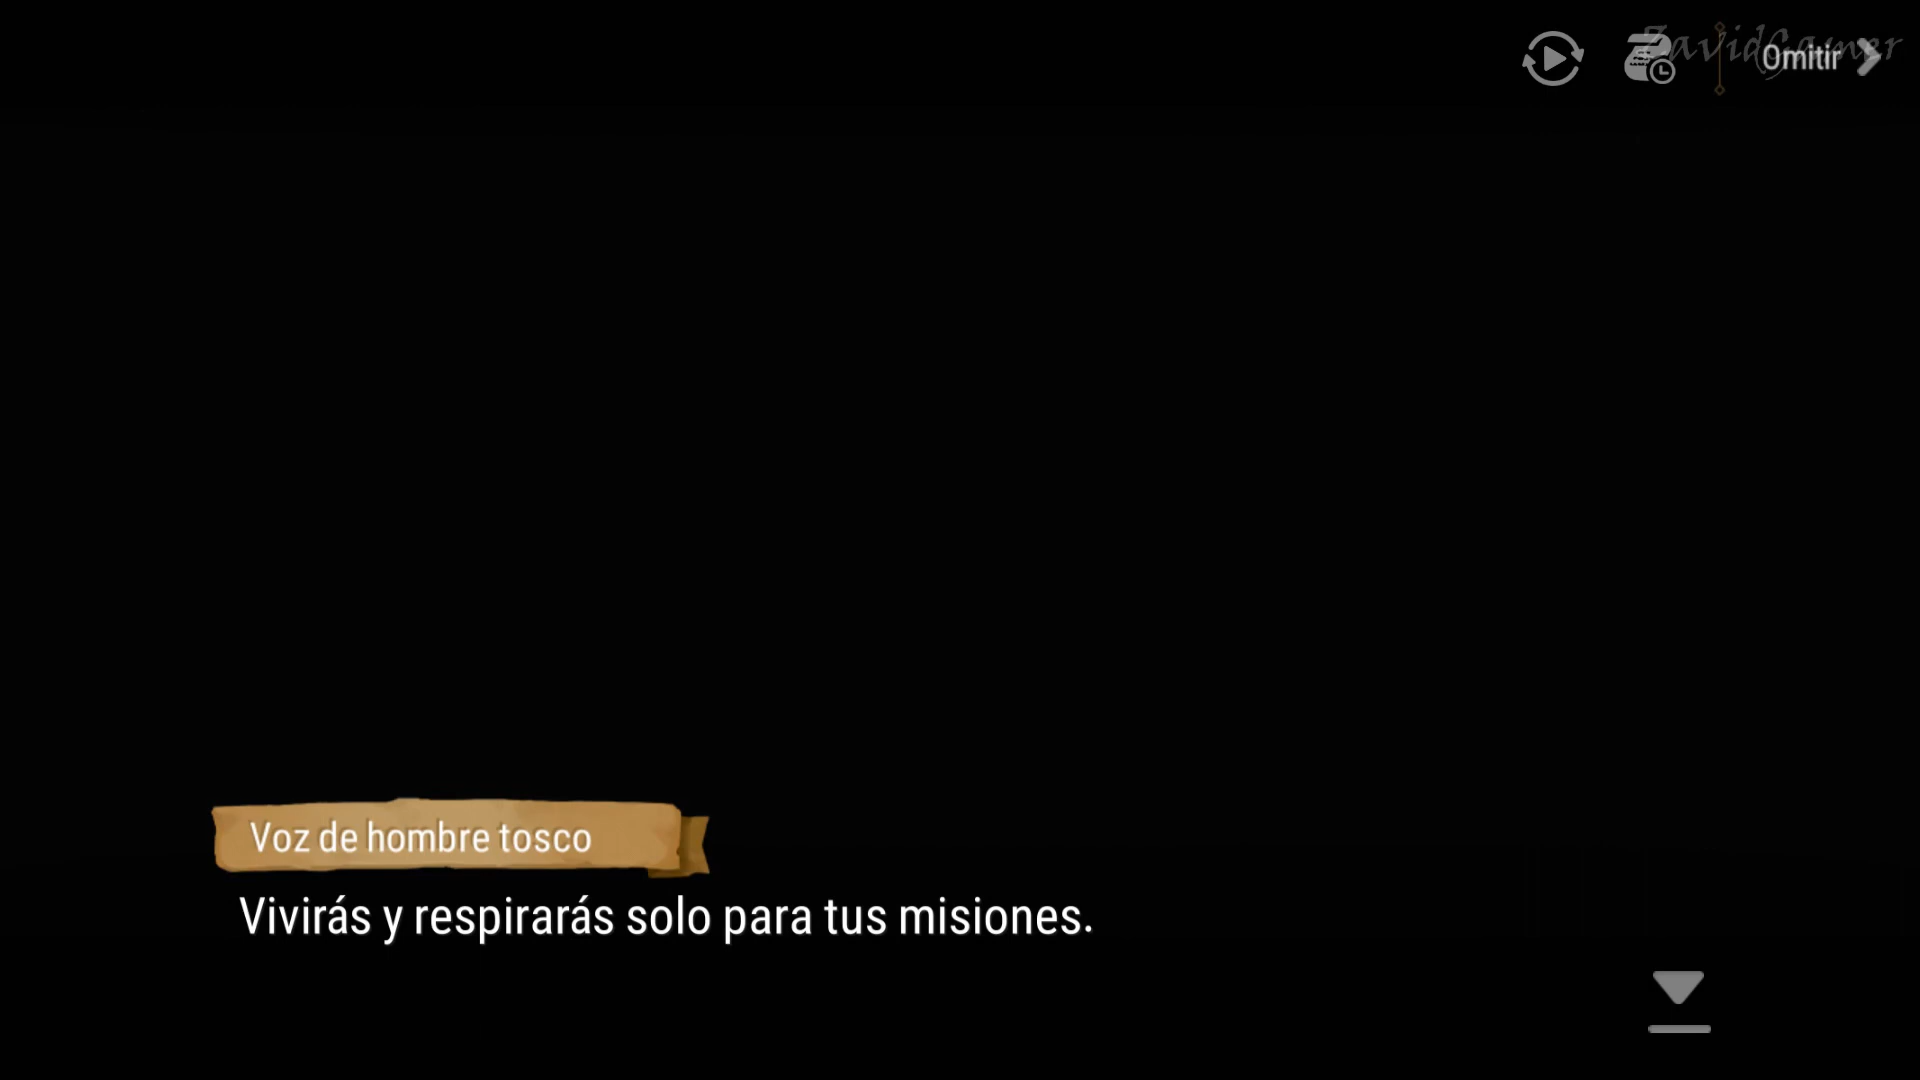 Omitir
Voz de hombre tosco
Vivirás y respirarás solo para tus misiones.